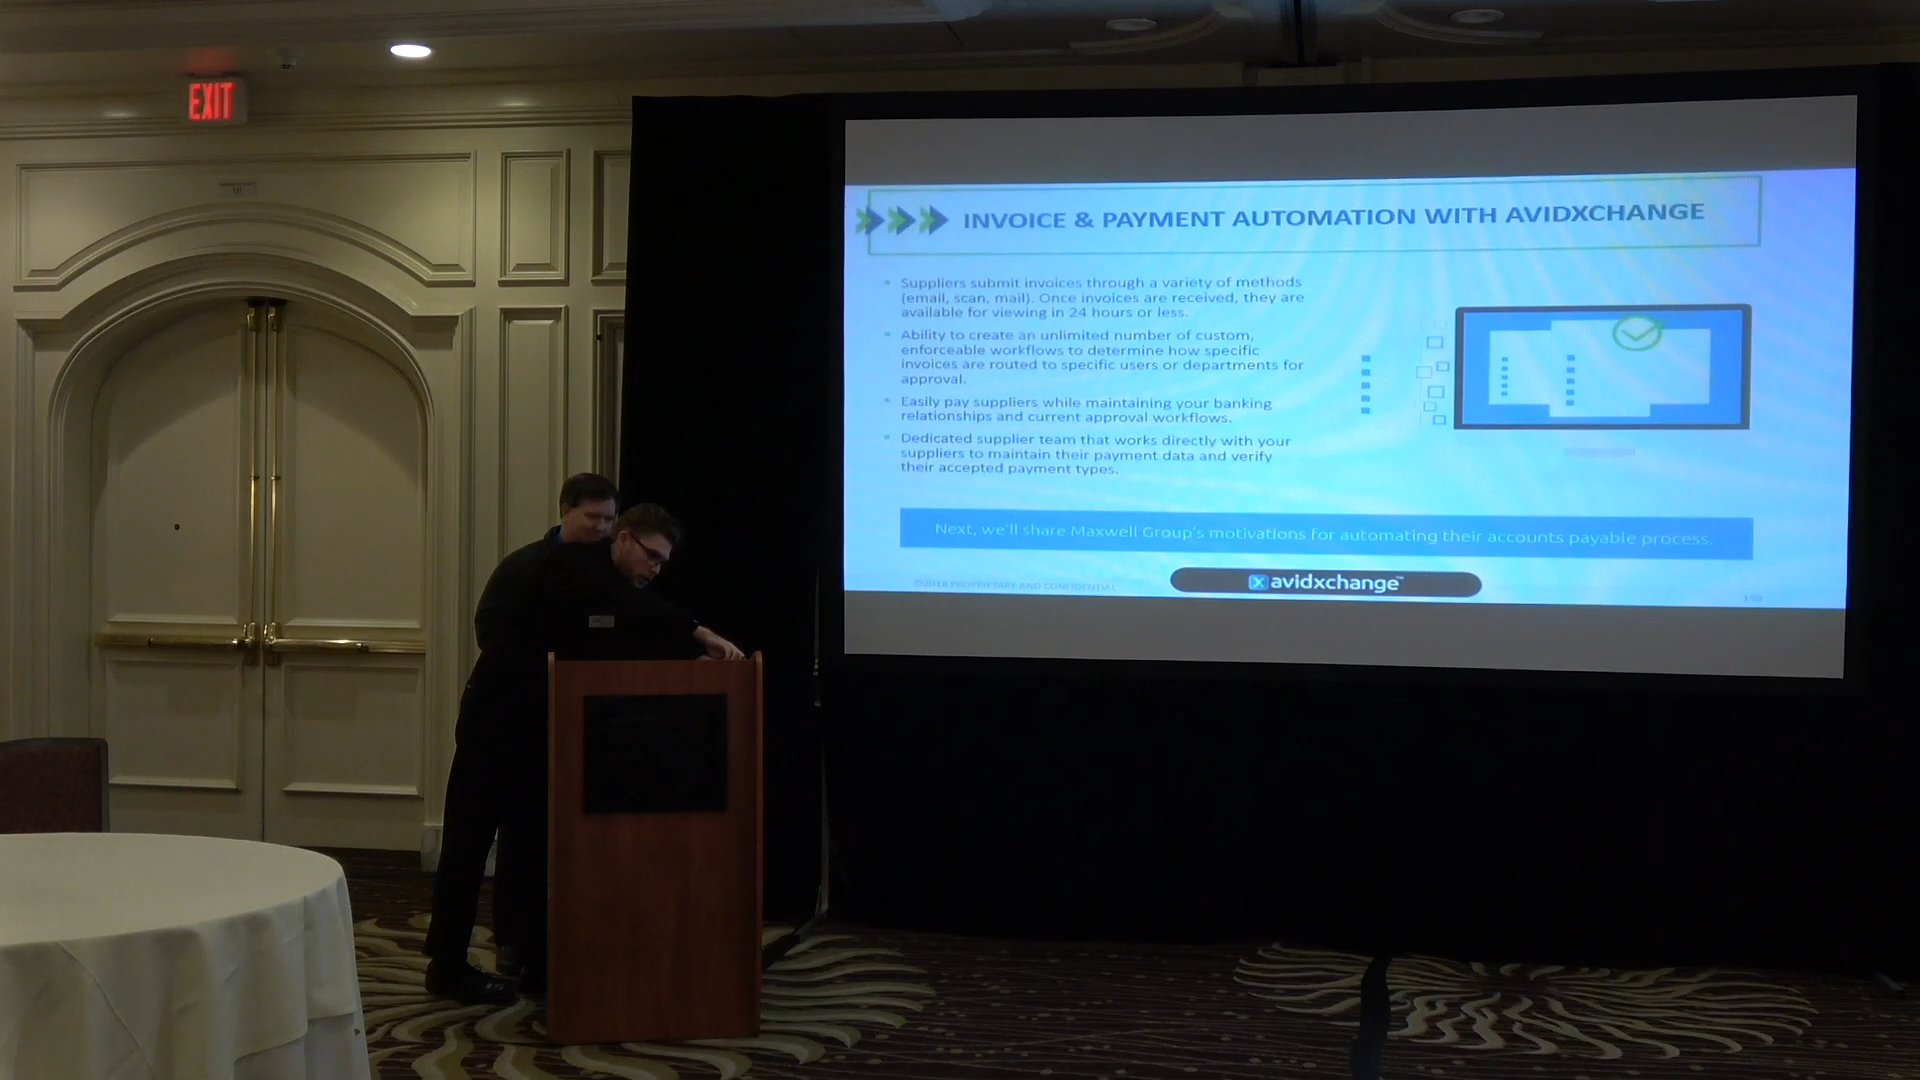 EXIT
INVOICE & PAYMENT AUTOMATION WITH AVIDXCHANGE
Suppliers submit invoices through a variety of methods
(email, scan, mail). Once invoices are received, they are
available for viewing in 24 hours or less.
Ability to create an unlimited number of custom,
enforceable workflows to determine how specific
invoices are routed to specific users or departments for
approval.
Easily pay suppliers while maintaining your banking
relationships and current approval workflows.
Dedicated supplier team that works directly with your
suppliers to maintain their payment data and verify
their accepted payment types.
Next, we'll share Maxwell Group's motivations for automating their accounts payable process.
©2018 PROPRIETARY AND CONFIDENTIAL
avidxchange™